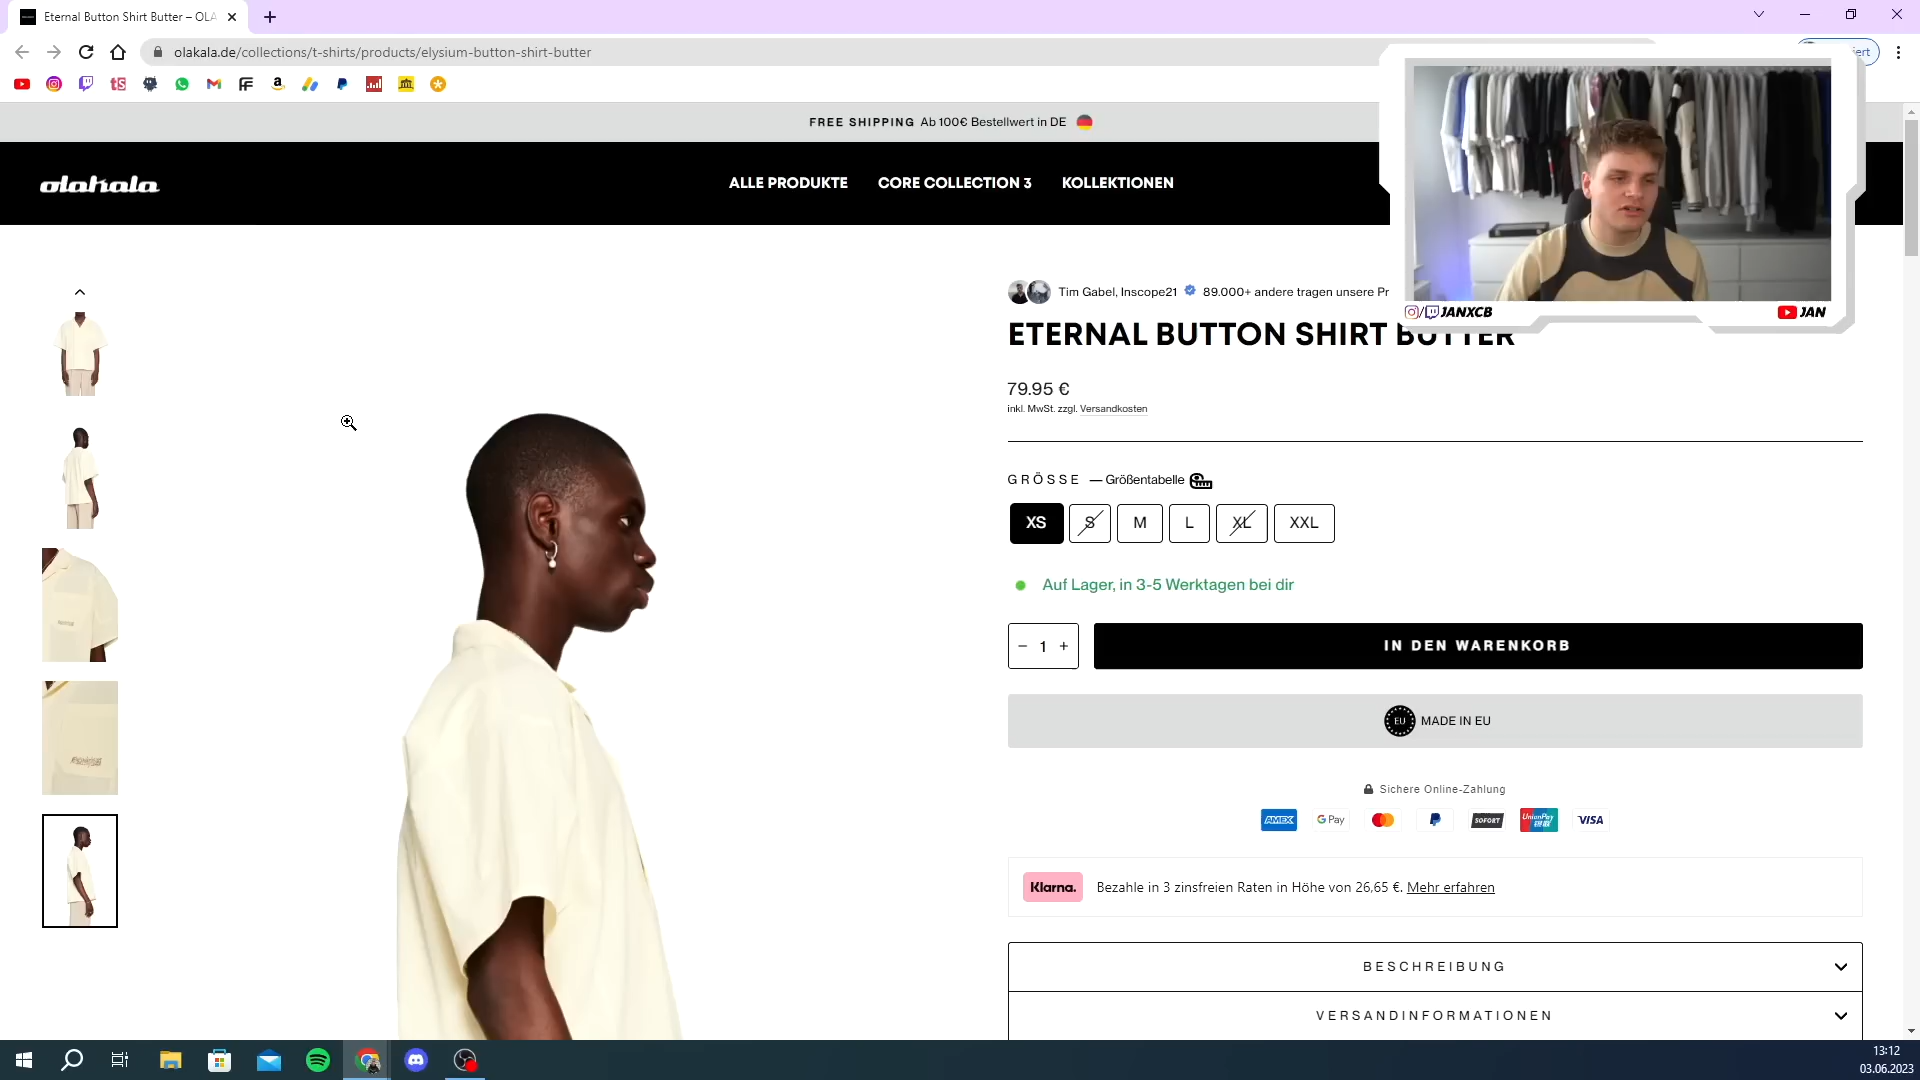 Eternal Button Shirt Butter – OLA
olakala.de/collections/t-shirts/products/elysium-button-shirt-butter
FREE SHIPPING Ab 100€ Bestellwert in DE
olakala
ALLE PRODUKTE
CORE COLLECTION 3
KOLLEKTIONEN
Tim Gabel, Inscope21
89.000+ andere tragen unsere Pr
/JANXCB
JAN
ETERNAL BUTTON SHIRT BUTTER
79.95 €
inkl. MwSt. zzgl. Versandkosten
GRÖSSE — Größentabelle
XS
S
M
L
XL
XXL
Auf Lager, in 3-5 Werktagen bei dir
− 1 +
IN DEN WARENKORB
EU MADE IN EU
Sichere Online-Zahlung
AMEX
G Pay
SOFORT
UnionPay
VISA
Klarna.
Bezahle in 3 zinsfreien Raten in Höhe von 26,65 €. Mehr erfahren
BESCHREIBUNG
VERSANDINFORMATIONEN
13:12
03.06.2023